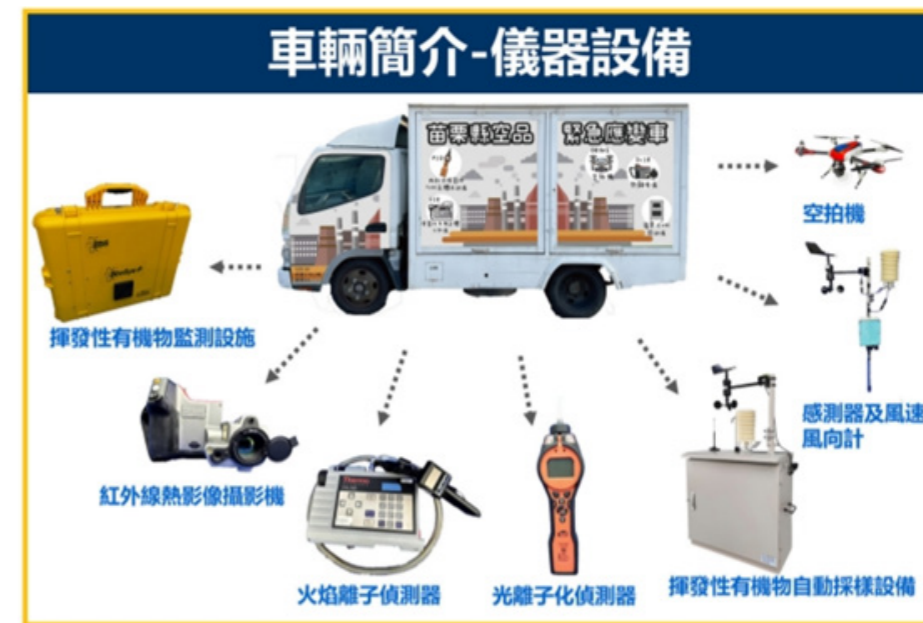 車輛簡介-儀器設備
苗栗縣空品
緊急應變車
空拍機
揮發性有機物監測設施
感測器及風速
風向計
紅外線熱影像攝影機
Thermo
火焰離子偵測器
光離子化偵測器
揮發性有機物自動採樣設備